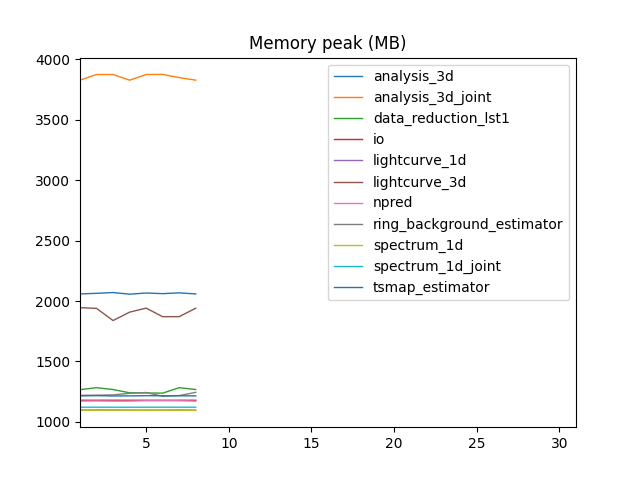 Memory peak (MB)
4000
3500
3000
2500
2000
1500
1000
5 10 15 20 25 30
analysis_3d
analysis_3d_joint
data_reduction_lst1
io
lightcurve_1d
lightcurve_3d
npred
ring_background_estimator
spectrum_1d
spectrum_1d_joint
tsmap_estimator